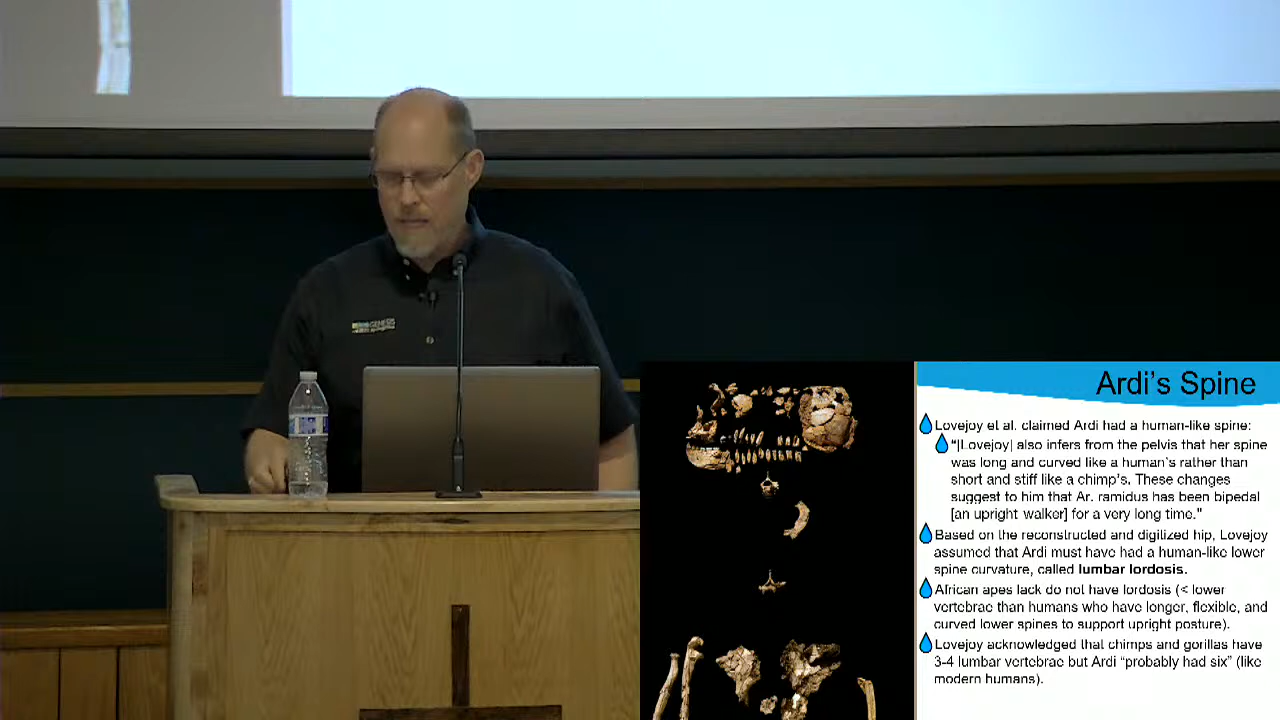 GENESIS
Ardi's Spine
Lovejoy et al. claimed Ardi had a human-like spine:
"[Lovejoy] also infers from the pelvis that her spine
was long and curved like a human's rather than
short and stiff like a chimp's. These changes
suggest to him that Ar. ramidus has been bipedal
[an upright walker] for a very long time."
Based on the reconstructed and digitized hip, Lovejoy
assumed that Ardi must have had a human-like lower
spine curvature, called lumbar lordosis.
African apes lack do not have lordosis (< lower
vertebrae than humans who have longer, flexible, and
curved lower spines to support upright posture).
Lovejoy acknowledged that chimps and gorillas have
3-4 lumbar vertebrae but Ardi "probably had six" (like
modern humans).